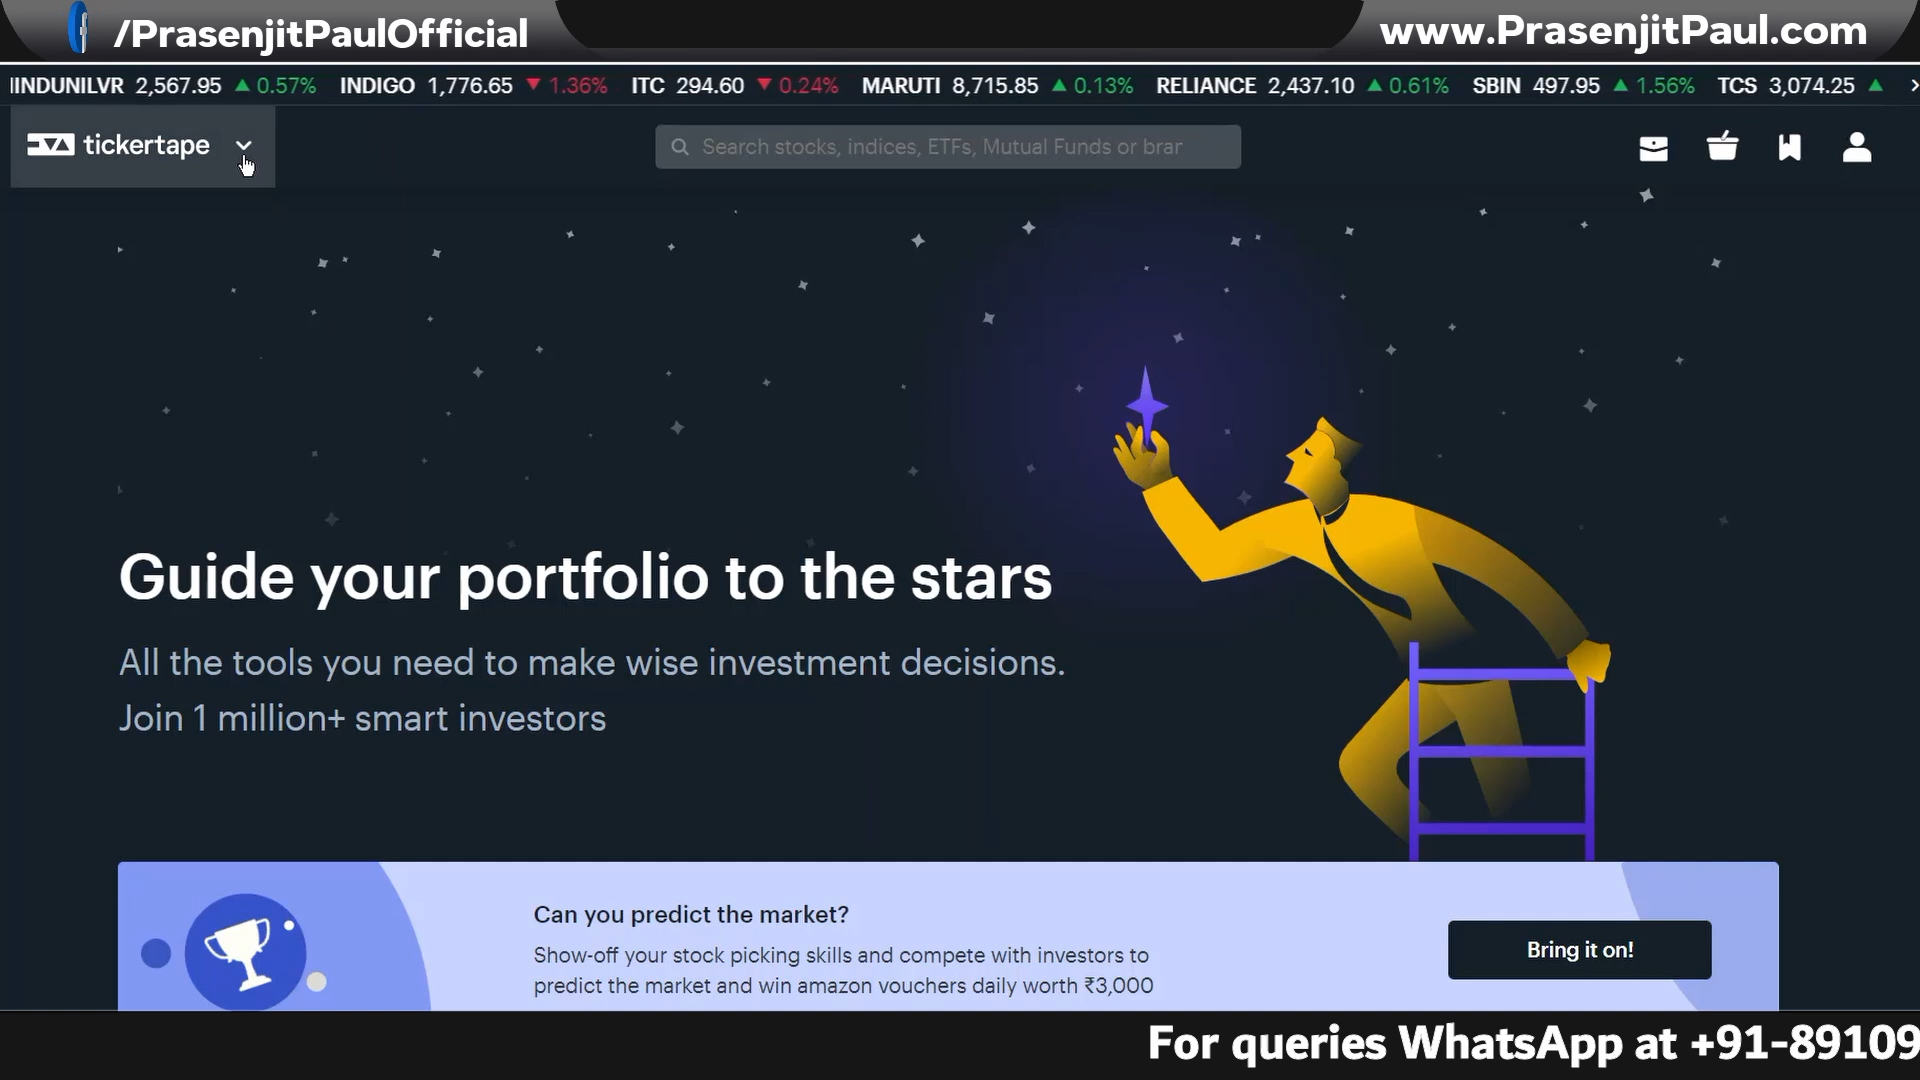 /PrasenjitPaulOfficial
www.PrasenjitPaul.com
INDUNILVR 2,567.95 ▲ 0.57% INDIGO 1,776.65 ▼ 1.36% ITC 294.60 ▼ 0.24% MARUTI 8,715.85 ▲ 0.13% RELIANCE 2,437.10 ▲ 0.61% SBIN 497.95 ▲ 1.56% TCS 3,074.25 ▲
tickertape
Search stocks, indices, ETFs, Mutual Funds or brar
Guide your portfolio to the stars
All the tools you need to make wise investment decisions.
Join 1 million+ smart investors
Can you predict the market?
Show-off your stock picking skills and compete with investors to
predict the market and win amazon vouchers daily worth ₹3,000
Bring it on!
For queries WhatsApp at +91-89109